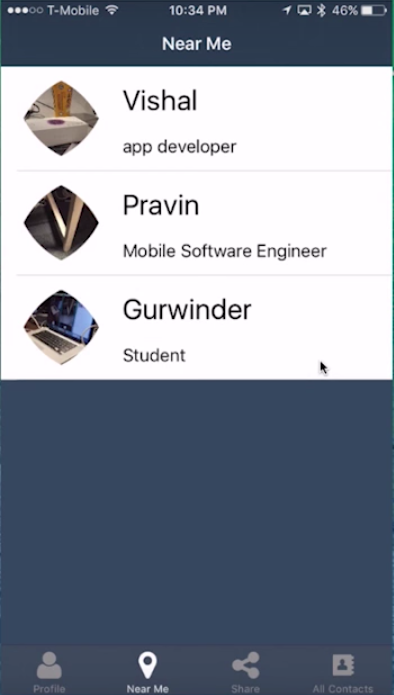 T-Mobile 10:34 PM 46%
Near Me
Vishal
app developer
Pravin
Mobile Software Engineer
Gurwinder
Student
Profile Near Me Share All Contacts